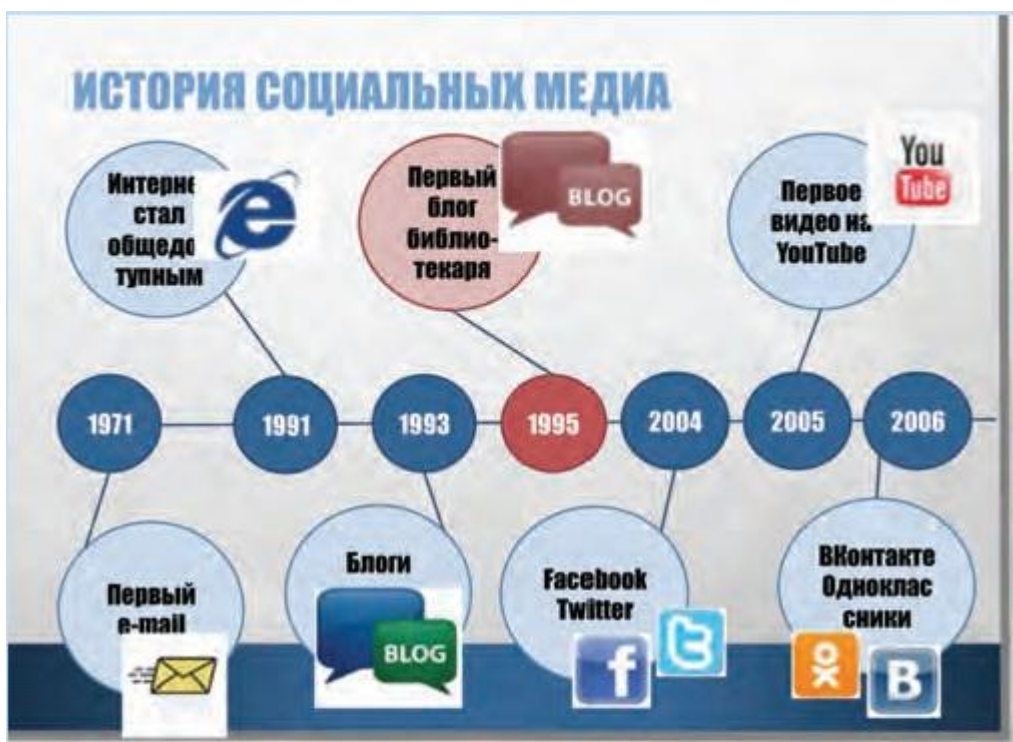 ИСТОРИЯ СОЦИАЛЬНЫХ МЕДИА
Интерне
стал
общедо
тупным
Первый
блог
библио-
текаря
BLOG
Первое
видео на
YouTube
You
Tube
1971
1991
1993
1995
2004
2005
2006
Первый
e-mail
Блоги
BLOG
Facebook
Twitter
ВКонтакте
Одноклас
сники